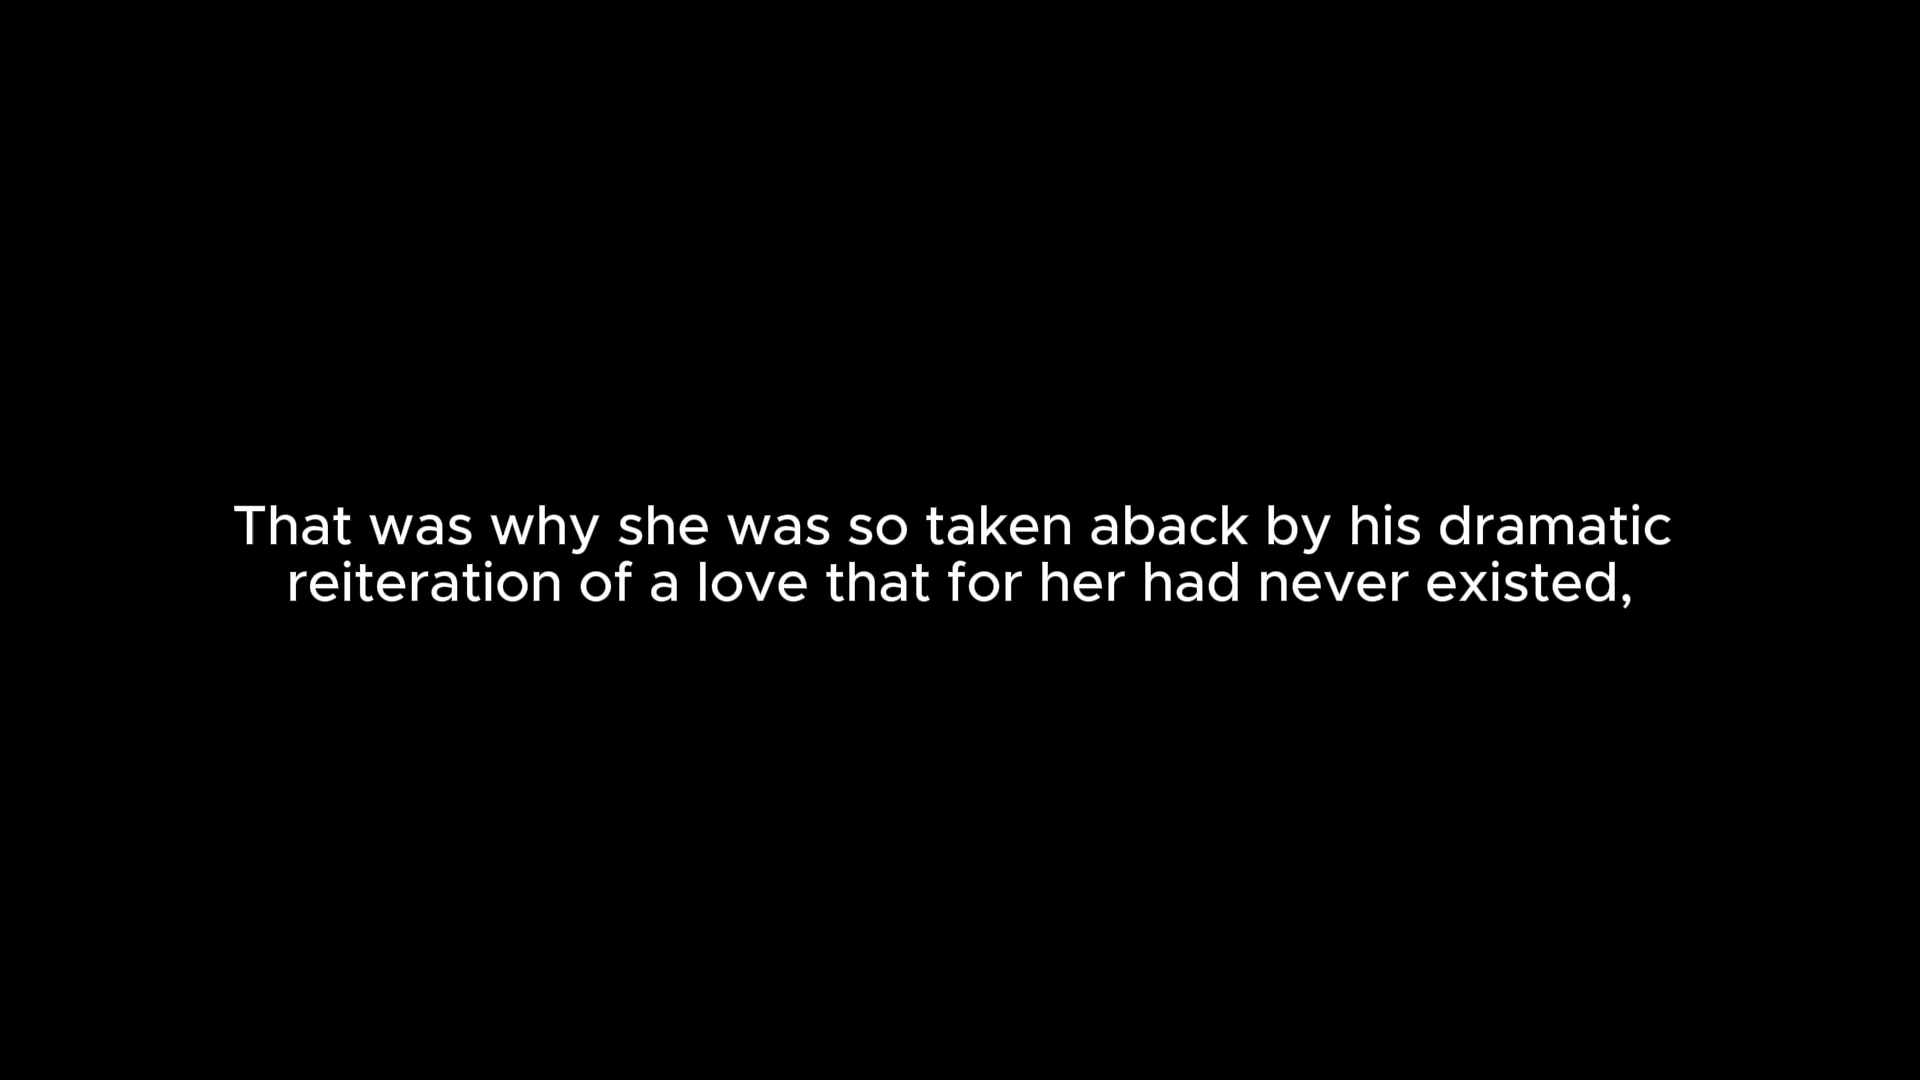 That was why she was so taken aback by his dramatic
reiteration of a love that for her had never existed,